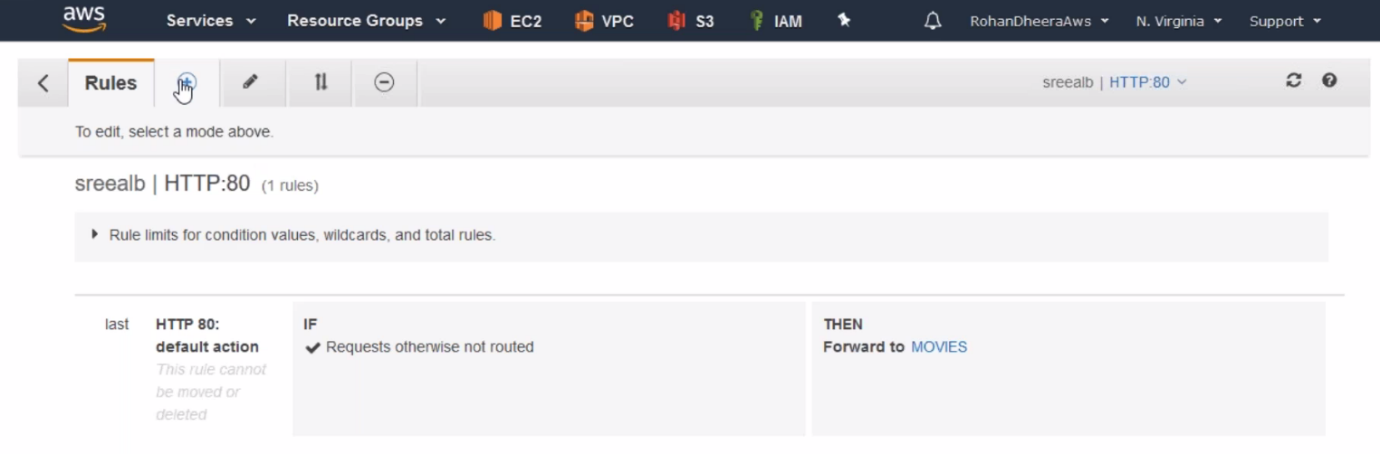 aws Services Resource Groups EC2 VPC S3 IAM RohanDheeraAws N. Virginia Support
Rules sreealb | HTTP:80
To edit, select a mode above.
sreealb | HTTP:80 (1 rules)
Rule limits for condition values, wildcards, and total rules.
last HTTP 80: IF THEN
default action Requests otherwise not routed Forward to MOVIES
This rule cannot
be moved or
deleted